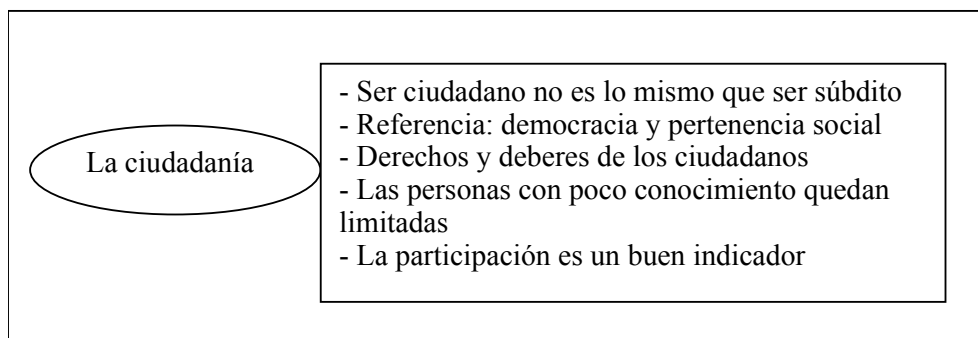 La ciudadanía
- Ser ciudadano no es lo mismo que ser súbdito
- Referencia: democracia y pertenencia social
- Derechos y deberes de los ciudadanos
- Las personas con poco conocimiento quedan
limitadas
- La participación es un buen indicador